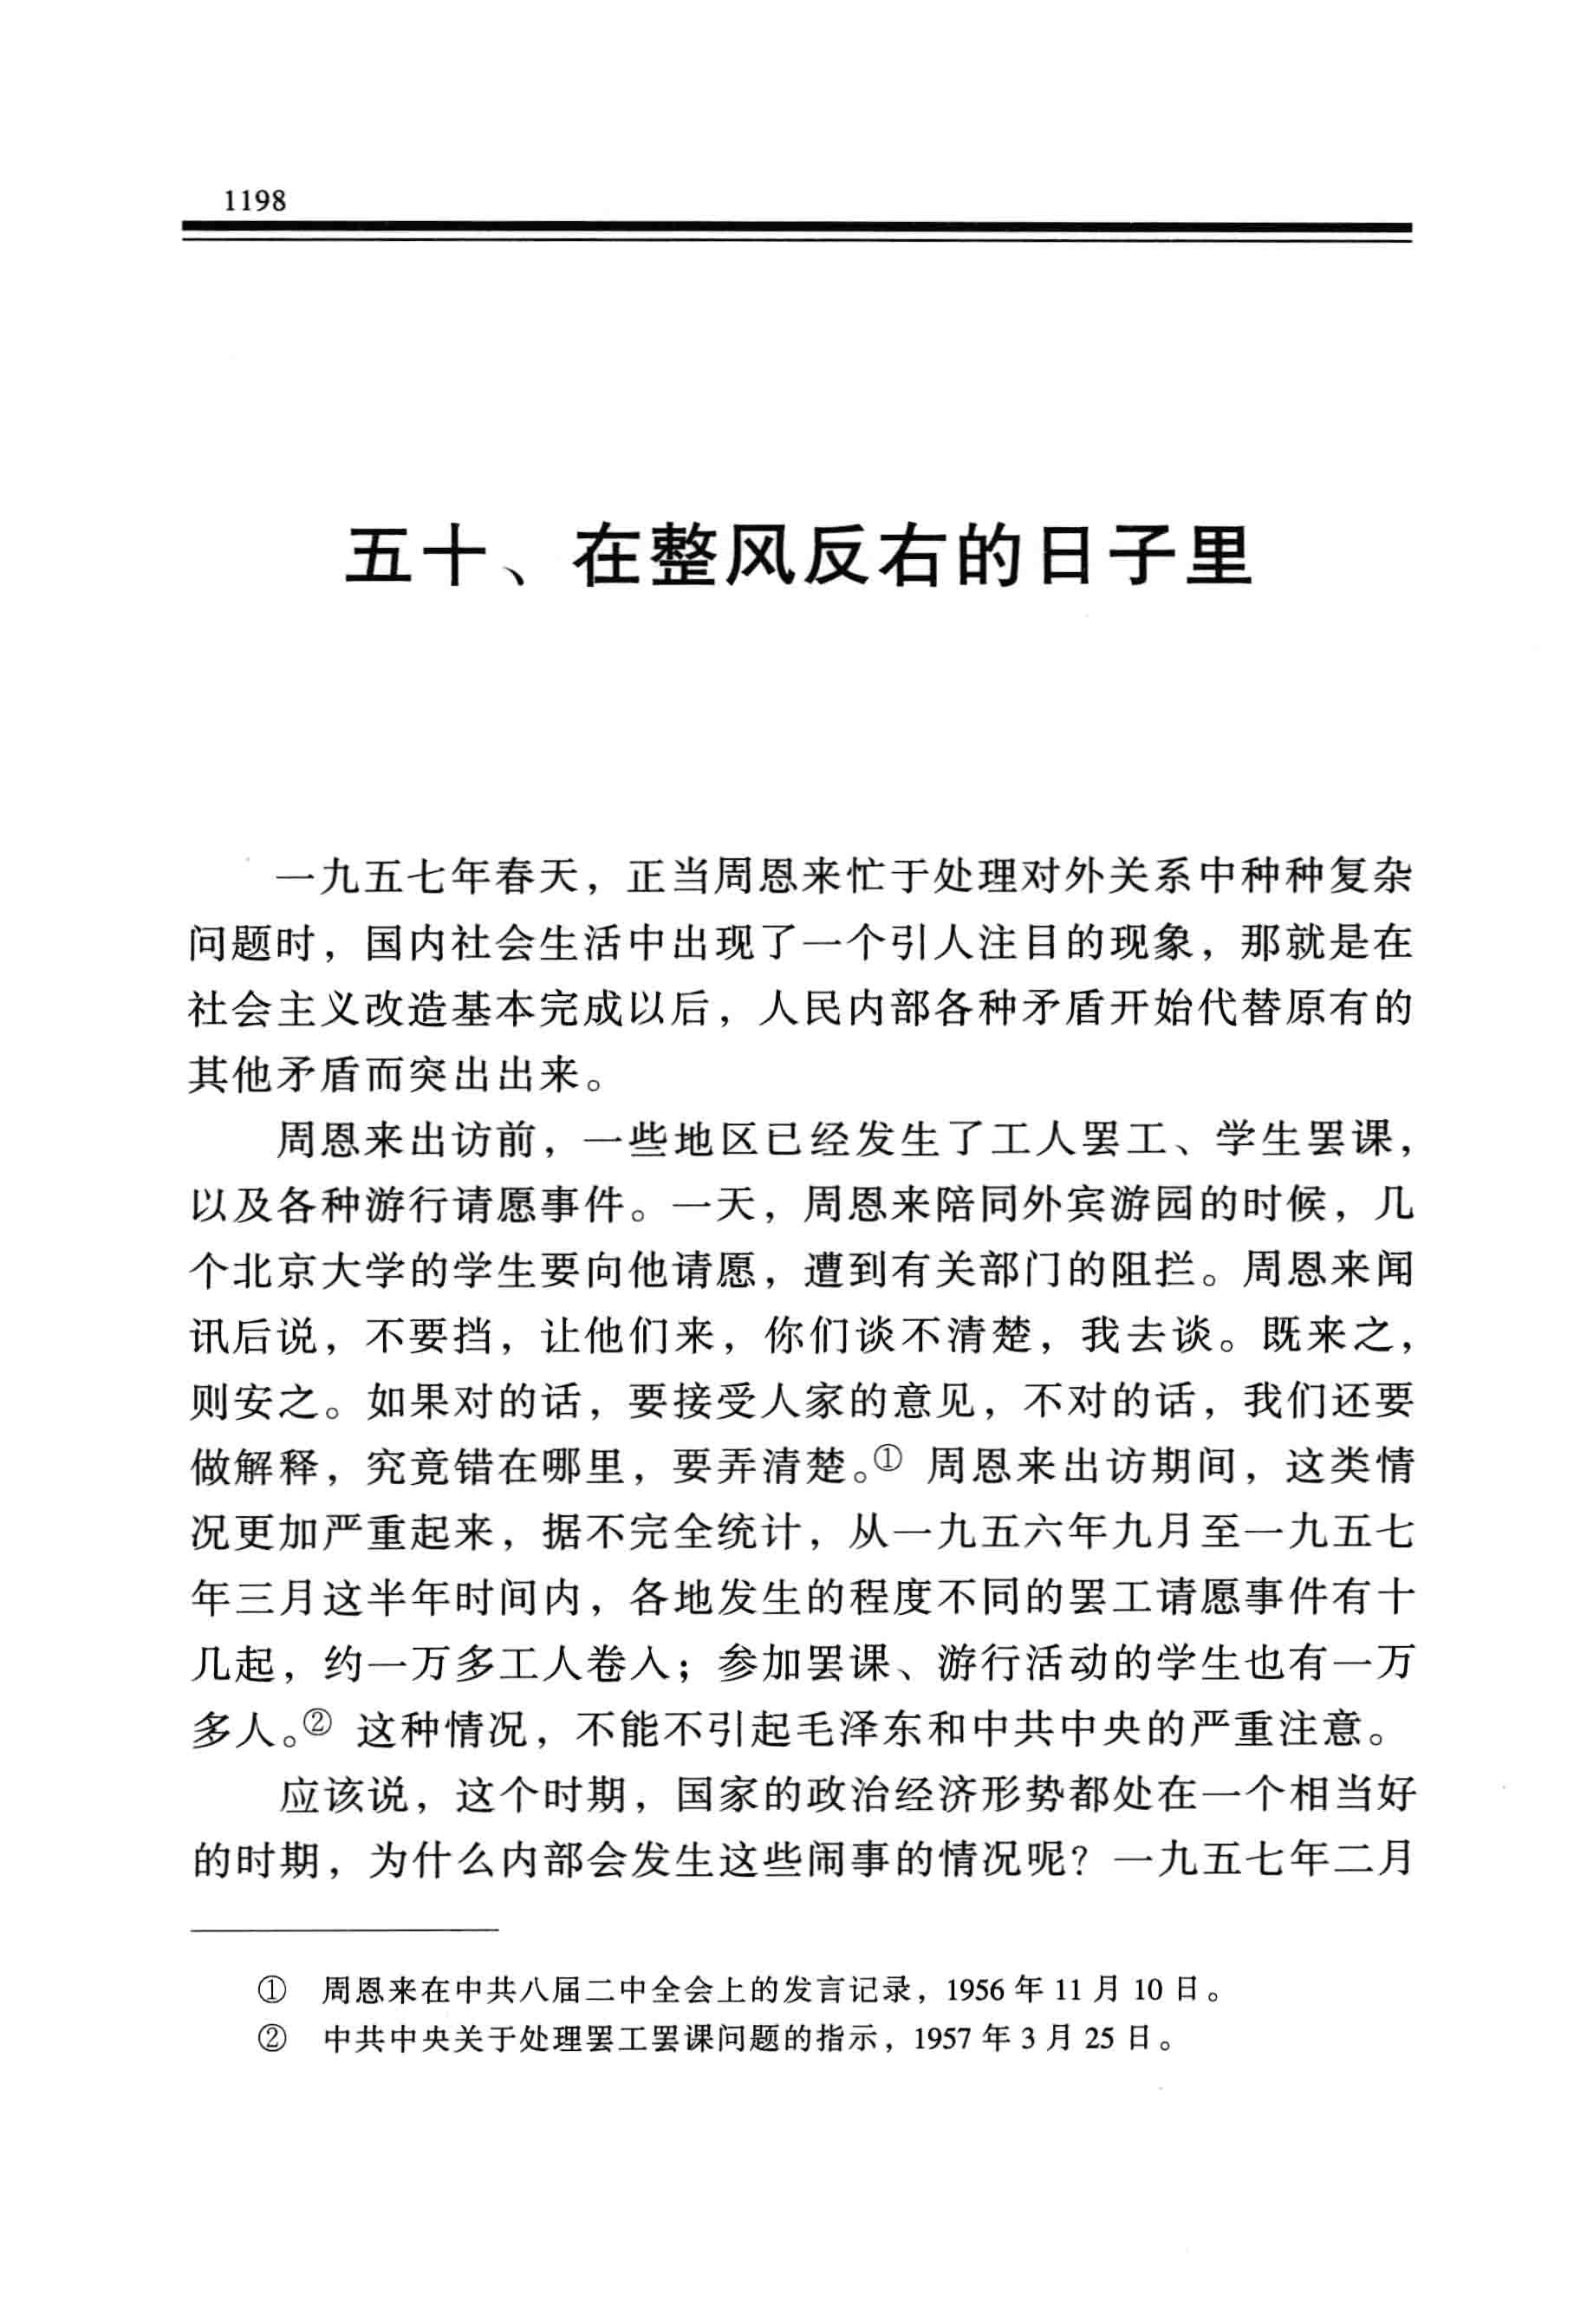 1198
五十、在整风反右的日子里
一九五七年春天，正当周恩来忙于处理对外关系中种种复杂
问题时，国内社会生活中出现了一个引人注目的现象，那就是在
社会主义改造基本完成以后，人民内部各种矛盾开始代替原有的
其他矛盾而突出出来。
周恩来出访前，一些地区已经发生了工人罢工、学生罢课，
以及各种游行请愿事件。一天，周恩来陪同外宾游园的时候，几
个北京大学的学生要向他请愿，遭到有关部门的阻拦。周恩来闻
讯后说，不要挡，让他们来，你们谈不清楚，我去谈。既来之，
则安之。如果对的话，要接受人家的意见，不对的话，我们还要
做解释，究竟错在哪里，要弄清楚。① 周恩来出访期间，这类情
况更加严重起来，据不完全统计，从一九五六年九月至一九五七
年三月这半年时间内，各地发生的程度不同的罢工请愿事件有十
几起，约一万多工人卷入；参加罢课、游行活动的学生也有一万
多人。② 这种情况，不能不引起毛泽东和中共中央的严重注意。
应该说，这个时期，国家的政治经济形势都处在一个相当好
的时期，为什么内部会发生这些闹事的情况呢？一九五七年二月
① 周恩来在中共八届二中全会上的发言记录，1956 年 11 月 10 日。
② 中共中央关于处理罢工罢课问题的指示，1957 年 3 月 25 日。